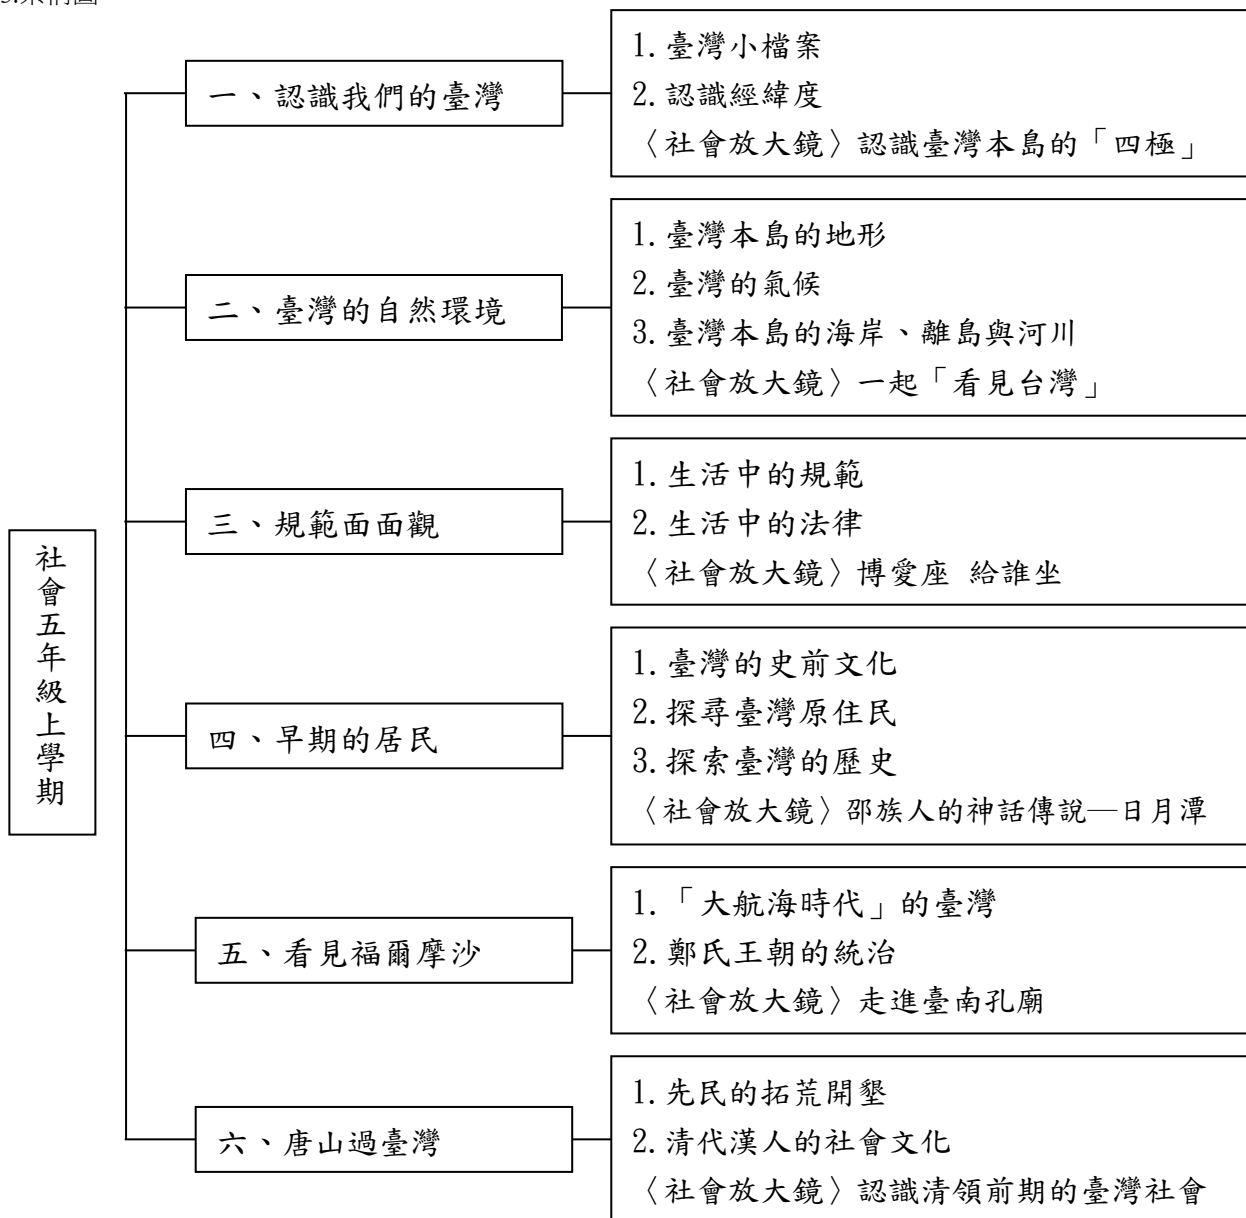 社會五年級上學期
一、認識我們的臺灣
1.臺灣小檔案
2.認識經緯度
〈社會放大鏡〉認識臺灣本島的「四極」
二、臺灣的自然環境
1.臺灣本島的地形
2.臺灣的氣候
3.臺灣本島的海岸、離島與河川
〈社會放大鏡〉一起「看見台灣」
三、規範面面觀
1.生活中的規範
2.生活中的法律
〈社會放大鏡〉博愛座 給誰坐
四、早期的居民
1.臺灣的史前文化
2.探尋臺灣原住民
3.探索臺灣的歷史
〈社會放大鏡〉邵族人的神話傳說—日月潭
五、看見福爾摩沙
1.「大航海時代」的臺灣
2.鄭氏王朝的統治
〈社會放大鏡〉走進臺南孔廟
六、唐山過臺灣
1.先民的拓荒開墾
2.清代漢人的社會文化
〈社會放大鏡〉認識清領前期的臺灣社會